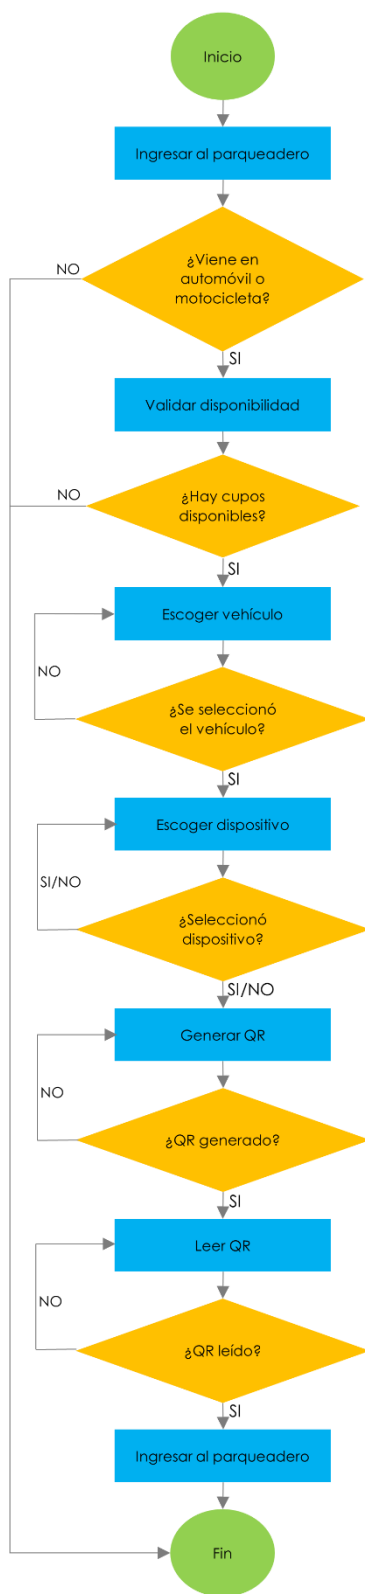 Inicio
Ingresar al parqueadero
¿Viene en
automóvil o
motocicleta?
NO
SI
Validar disponibilidad
¿Hay cupos
disponibles?
NO
SI
Escoger vehículo
NO
¿Se seleccionó
el vehículo?
SI
Escoger dispositivo
SI/NO
¿Seleccionó
dispositivo?
SI/NO
Generar QR
NO
¿QR generado?
SI
Leer QR
NO
¿QR leído?
SI
Ingresar al parqueadero
Fin